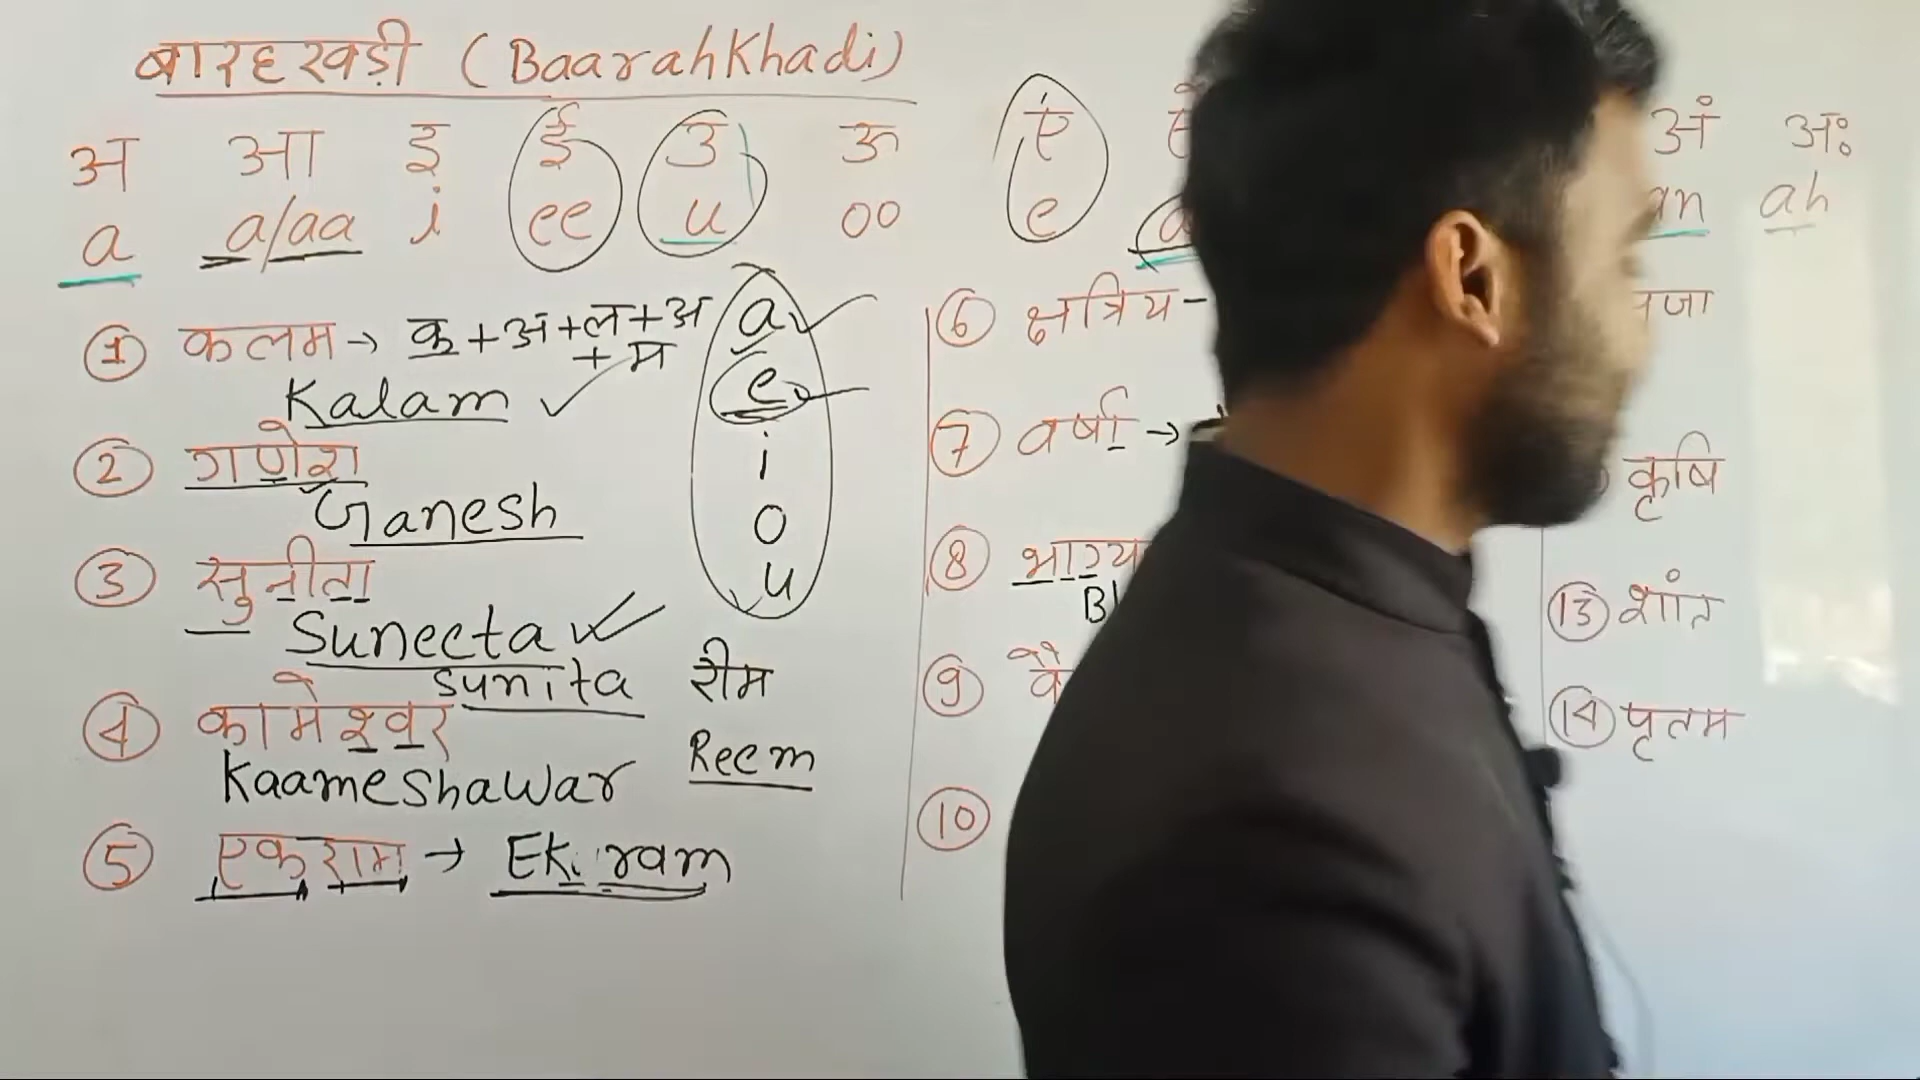 बारहखड़ी (Baarahkhadi)
अ आ इ ई उ ऊ ए अं अः
a a/aa i ee u oo e an ah
① कलम → क + अ + ल + अ + म
Kalam
② गणेश
Ganesh
③ सुनीता
Suneeta
Sunita
④ कामेश्वर
Kaameshawar
⑤ एकराम → Ekram
a
e
i
o
u
रीम
Reem
⑥ क्षत्रिय -
⑦ वर्षा →
⑧ भाग्य
⑨
⑩
कृषि
⑬ शांत
⑭ पृतम